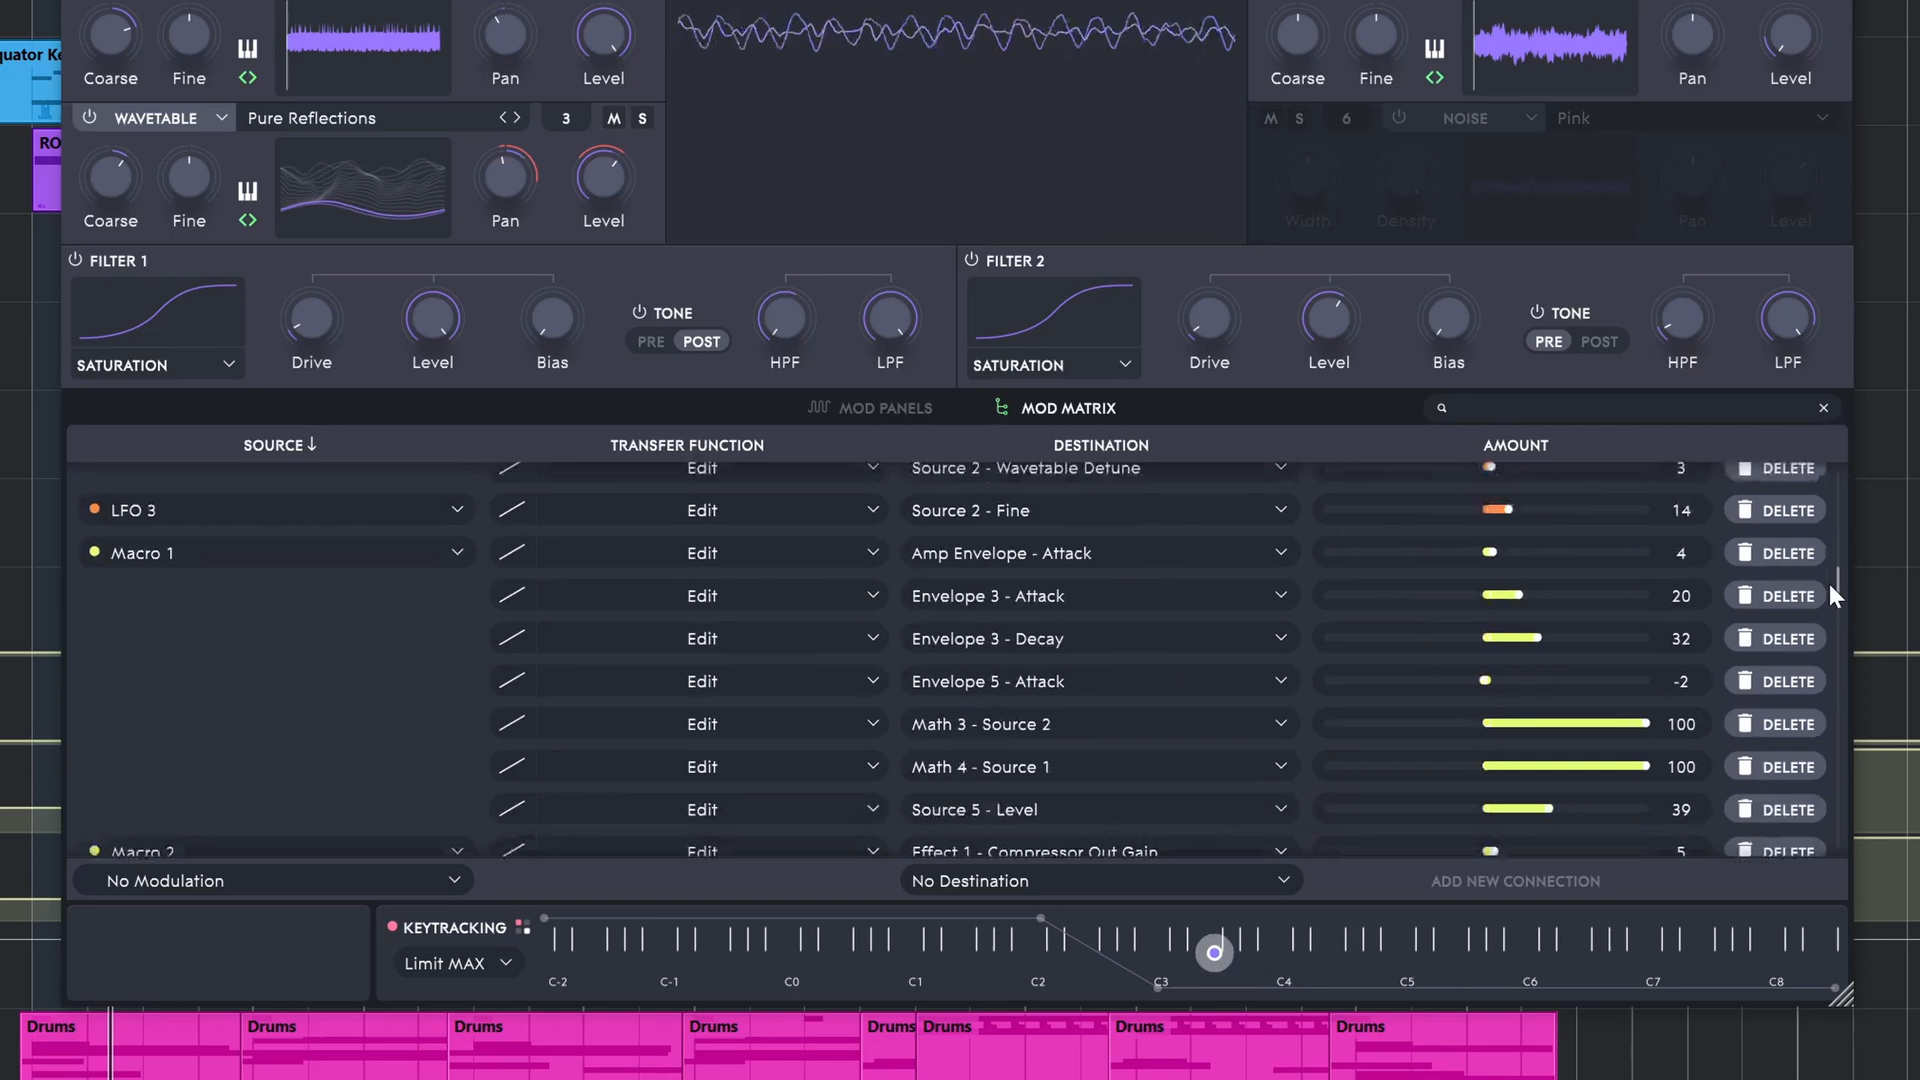 quator Ke
Coarse Fine Pan Level
Coarse Fine Pan Level
WAVETABLE Pure Reflections < > 3 M S
M S 6 NOISE Pink
RO
Coarse Fine Pan Level
Width Density Pan Level
FILTER 1
FILTER 2
TONE
PRE POST
TONE
PRE POST
SATURATION Drive Level Bias HPF LPF
SATURATION Drive Level Bias HPF LPF
MOD PANELS MOD MATRIX
SOURCE↓ TRANSFER FUNCTION DESTINATION AMOUNT
Edit Source 2 - Wavetable Detune 3 DELETE
LFO 3 Edit Source 2 - Fine 14 DELETE
Macro 1 Edit Amp Envelope - Attack 4 DELETE
Edit Envelope 3 - Attack 20 DELETE
Edit Envelope 3 - Decay 32 DELETE
Edit Envelope 5 - Attack -2 DELETE
Edit Math 3 - Source 2 100 DELETE
Edit Math 4 - Source 1 100 DELETE
Edit Source 5 - Level 39 DELETE
Macro 2 Edit Effect 1 - Compressor Out Gain 5 DELETE
No Modulation No Destination ADD NEW CONNECTION
KEYTRACKING
Limit MAX
C-2 C-1 C0 C1 C2 C3 C4 C5 C6 C7 C8
Drums Drums Drums Drums Drums Drums Drums Drums